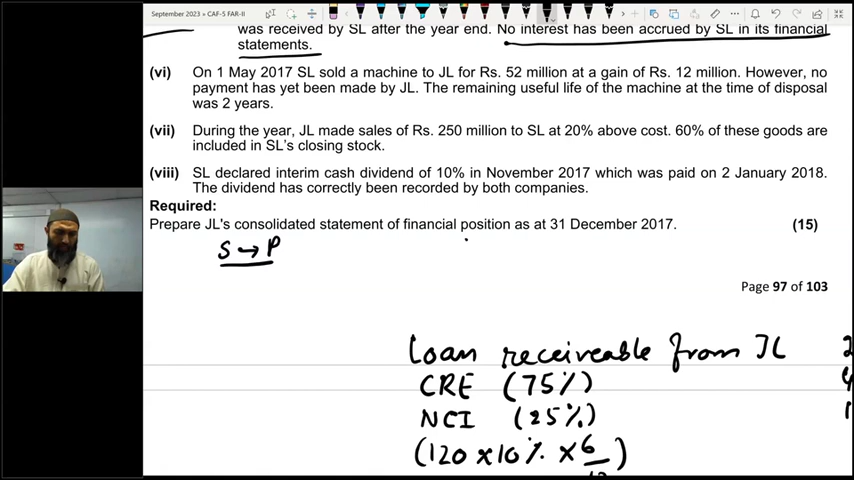 September 2023 » CAF-5 FAR-II
was received by SL after the year end. No interest has been accrued by SL in its financial
statements.
(vi) On 1 May 2017 SL sold a machine to JL for Rs. 52 million at a gain of Rs. 12 million. However, no
payment has yet been made by JL. The remaining useful life of the machine at the time of disposal
was 2 years.
(vii) During the year, JL made sales of Rs. 250 million to SL at 20% above cost. 60% of these goods are
included in SL's closing stock.
(viii) SL declared interim cash dividend of 10% in November 2017 which was paid on 2 January 2018.
The dividend has correctly been recorded by both companies.
Required:
Prepare JL's consolidated statement of financial position as at 31 December 2017. (15)
S → P
Page 97 of 103
Loan receiveable from JL
CRE (75%)
NCI (25%)
(120 x 10% x 6